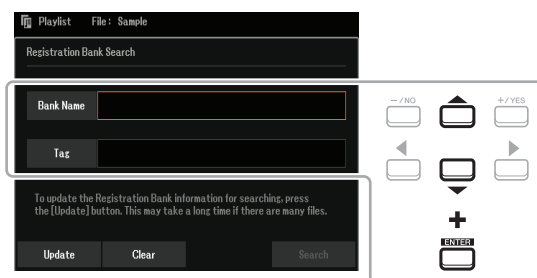 Playlist File: Sample
Registration Bank Search
Bank Name
Tag
To update the Registration Bank information for searching, press
the [Update] button. This may take a long time if there are many files.
Update Clear Search
-/NO +/YES
+
ENTER